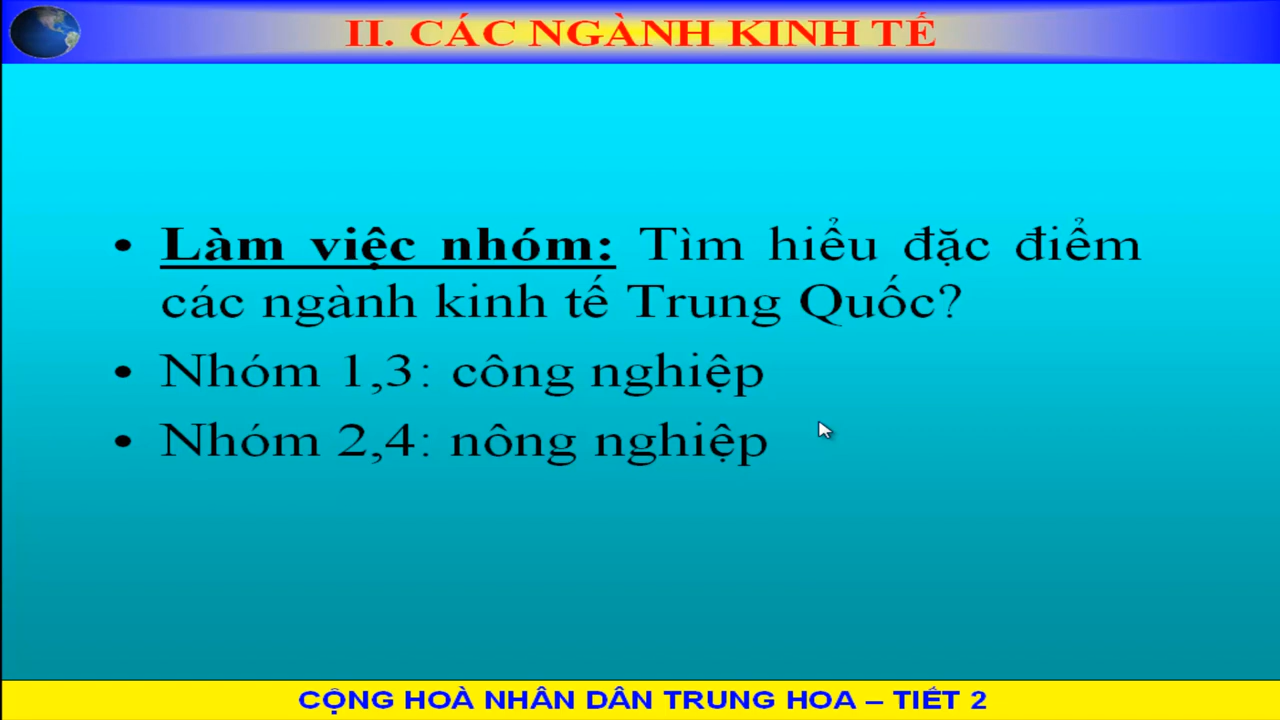 II. CÁC NGÀNH KINH TẾ
• Làm việc nhóm: Tìm hiểu đặc điểm
các ngành kinh tế Trung Quốc?
• Nhóm 1,3: công nghiệp
• Nhóm 2,4: nông nghiệp
CỘNG HOÀ NHÂN DÂN TRUNG HOA – TIẾT 2